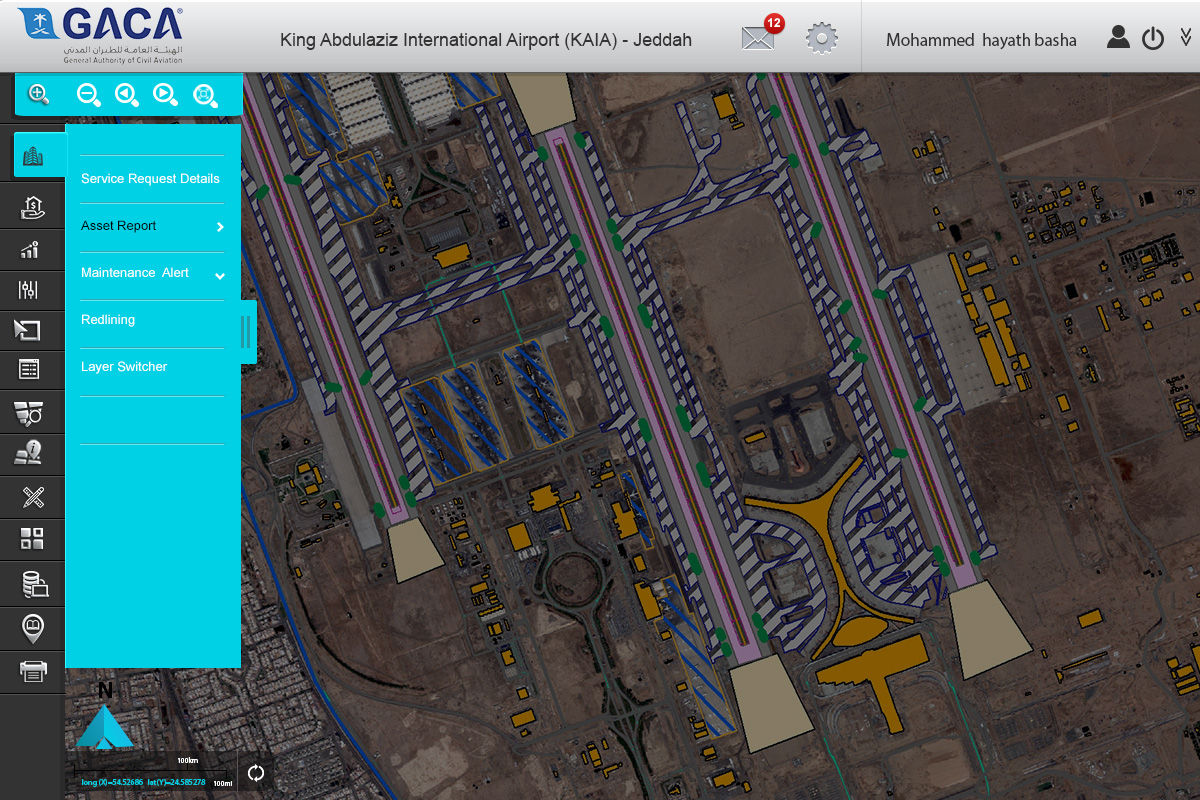 GACA
الهيئة العامة للطيران المدني
General Authority of Civil Aviation
King Abdulaziz International Airport (KAIA) - Jeddah
12
Mohammed hayath basha
Service Request Details
Asset Report
Maintenance Alert
Redlining
Layer Switcher
N
100km
long (X)=54.52686 lat(Y)=24.585278
100mi